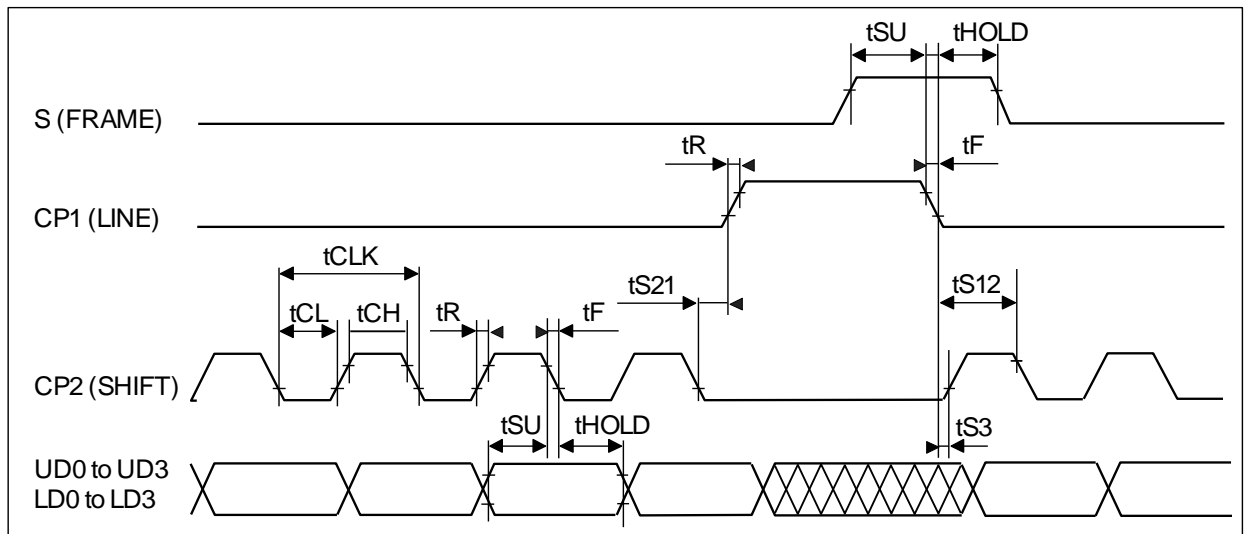 tSU tHOLD
S (FRAME)
tR tF
CP1 (LINE)
tCLK
tS21 tS12
tCL tCH tR tF
CP2 (SHIFT)
tSU tHOLD tS3
UD0 to UD3
LD0 to LD3